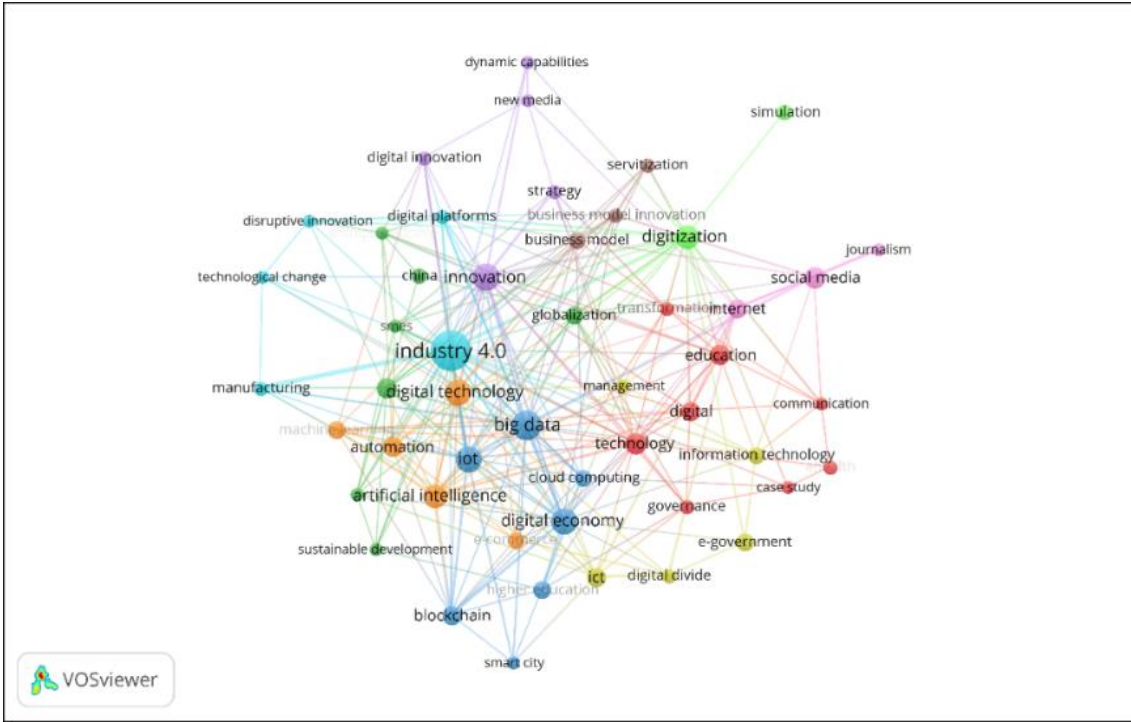 dynamic capabilities
new media
simulation
digital innovation
servitization
strategy
disruptive innovation
digital platforms
business model innovation
business model
digitization
journalism
technological change
china
innovation
social media
globalization
transformation
internet
smes
industry 4.0
education
manufacturing
digital technology
management
digital
communication
machine learning
big data
automation
technology
iot
information technology
cloud computing
artificial intelligence
case study
governance
digital economy
e-commerce
e-government
sustainable development
ict
digital divide
higher education
blockchain
smart city
VOSviewer